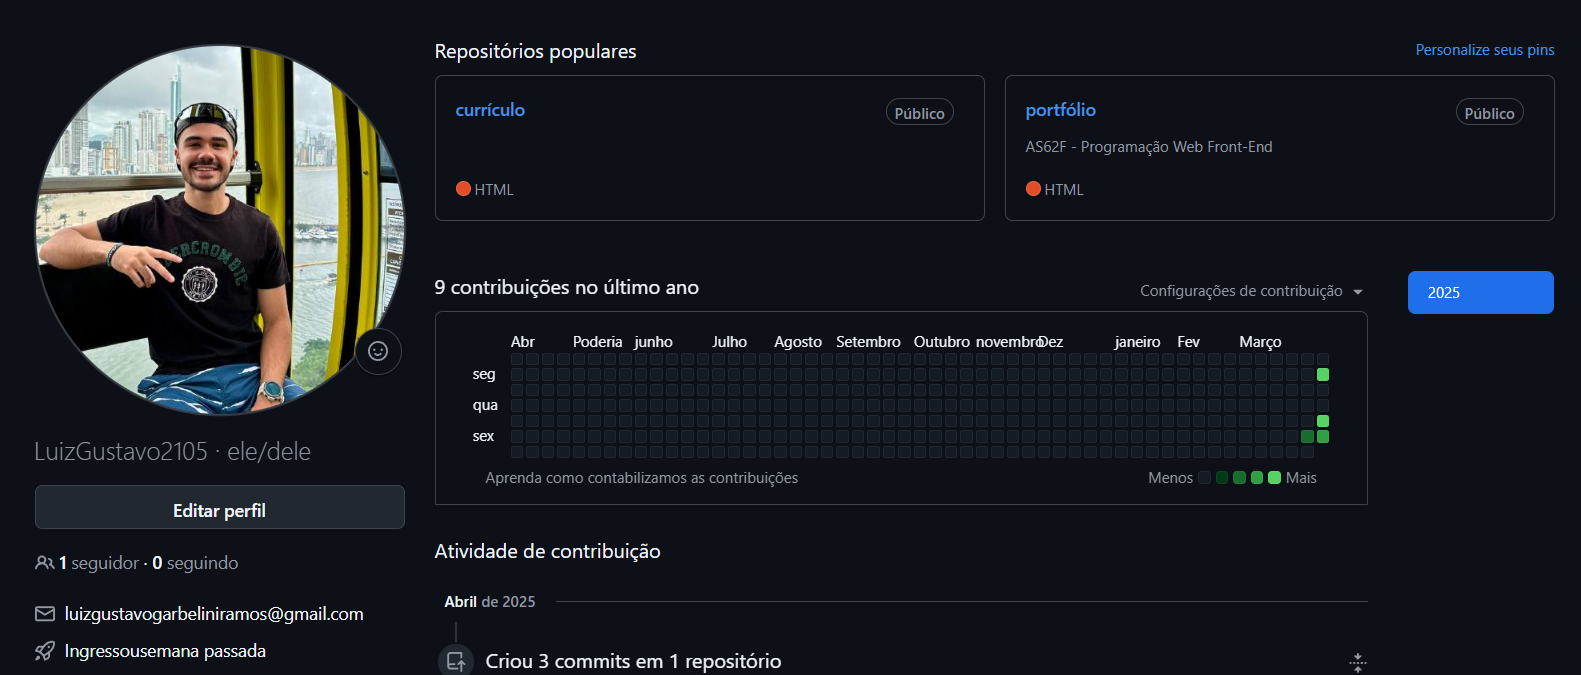 LuizGustavo2105 · ele/dele
Editar perfil
1 seguidor · 0 seguindo
luizgustavogarbeliniramos@gmail.com
Ingressousemana passada
Repositórios populares
Personalize seus pins
currículo
Público
HTML
portfólio
Público
AS62F - Programação Web Front-End
HTML
9 contribuições no último ano
Configurações de contribuição
2025
Abr Poderia junho Julho Agosto Setembro Outubro novembro Dez janeiro Fev Março
seg
qua
sex
Aprenda como contabilizamos as contribuições
Menos Mais
Atividade de contribuição
Abril de 2025
Criou 3 commits em 1 repositório